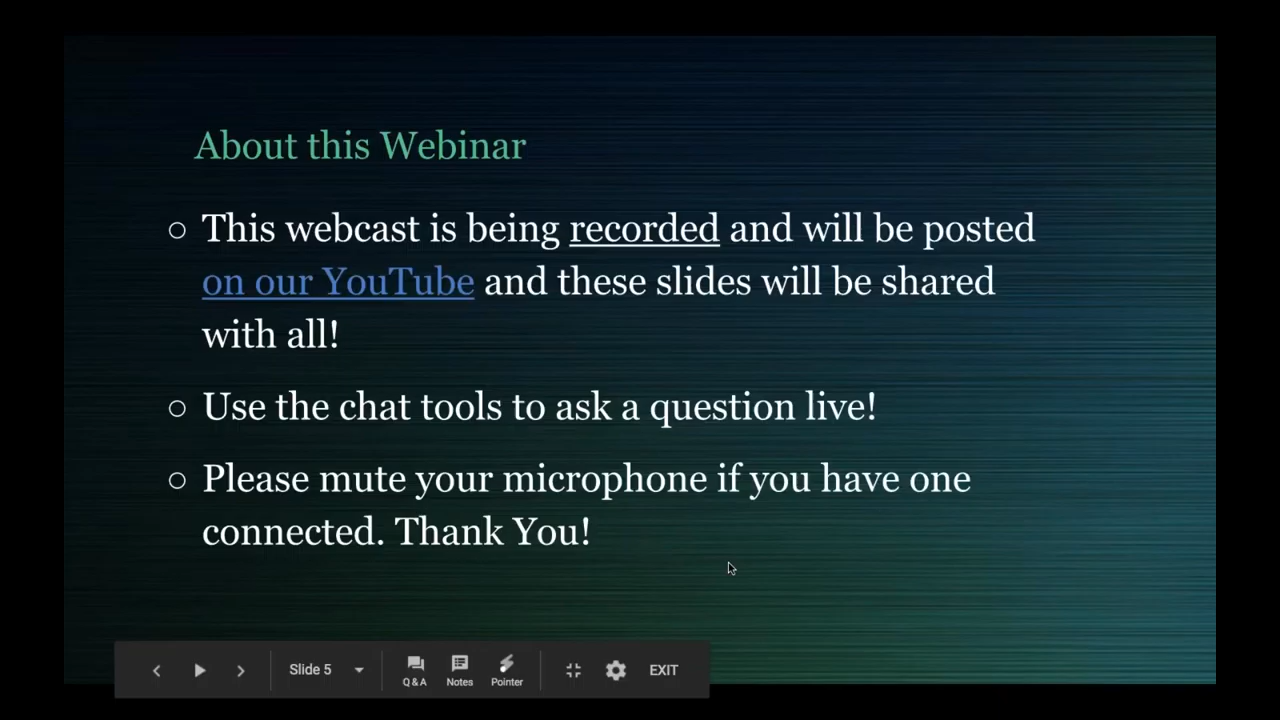 About this Webinar
○ This webcast is being recorded and will be posted
on our YouTube and these slides will be shared
with all!
○ Use the chat tools to ask a question live!
○ Please mute your microphone if you have one
connected. Thank You!
Slide 5
Q & A
Notes
Pointer
EXIT